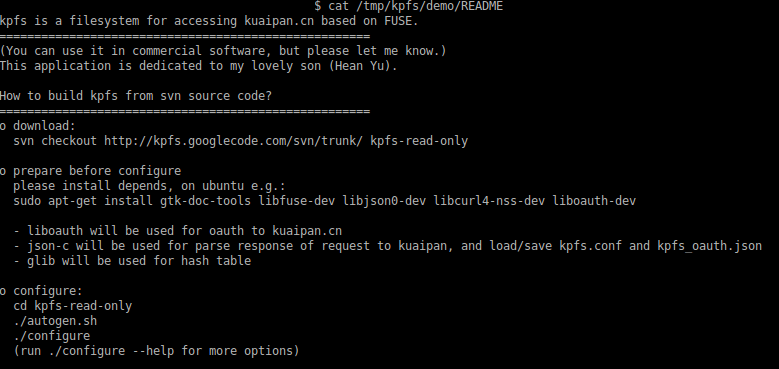 $ cat /tmp/kpfs/demo/README
kpfs is a filesystem for accessing kuaipan.cn based on FUSE.
=====================================================
(You can use it in commercial software, but please let me know.)
This application is dedicated to my lovely son (Hean Yu).
How to build kpfs from svn source code?
=====================================================
o download:
svn checkout http://kpfs.googlecode.com/svn/trunk/ kpfs-read-only
o prepare before configure
please install depends, on ubuntu e.g.:
sudo apt-get install gtk-doc-tools libfuse-dev libjson0-dev libcurl4-nss-dev liboauth-dev
- liboauth will be used for oauth to kuaipan.cn
- json-c will be used for parse response of request to kuaipan, and load/save kpfs.conf and kpfs_oauth.json
- glib will be used for hash table
o configure:
cd kpfs-read-only
./autogen.sh
./configure
(run ./configure --help for more options)